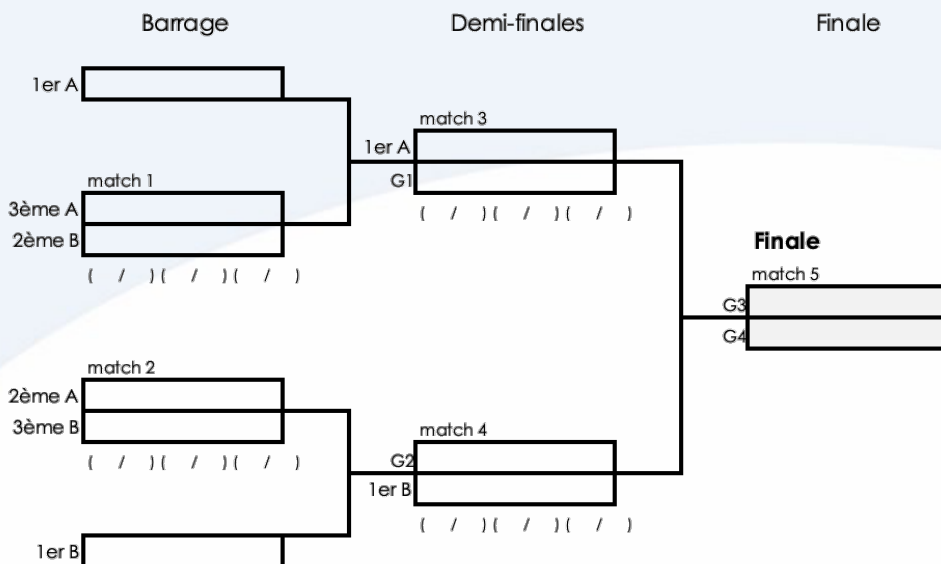 Barrage Demi-finales Finale
1er A
match 3
1er A
G1
( / ) ( / ) ( / )
match 1
3ème A
2ème B
( / ) ( / ) ( / )
Finale
match 5
G3
G4
match 2
2ème A
3ème B
( / ) ( / ) ( / )
match 4
G2
1er B
( / ) ( / ) ( / )
1er B